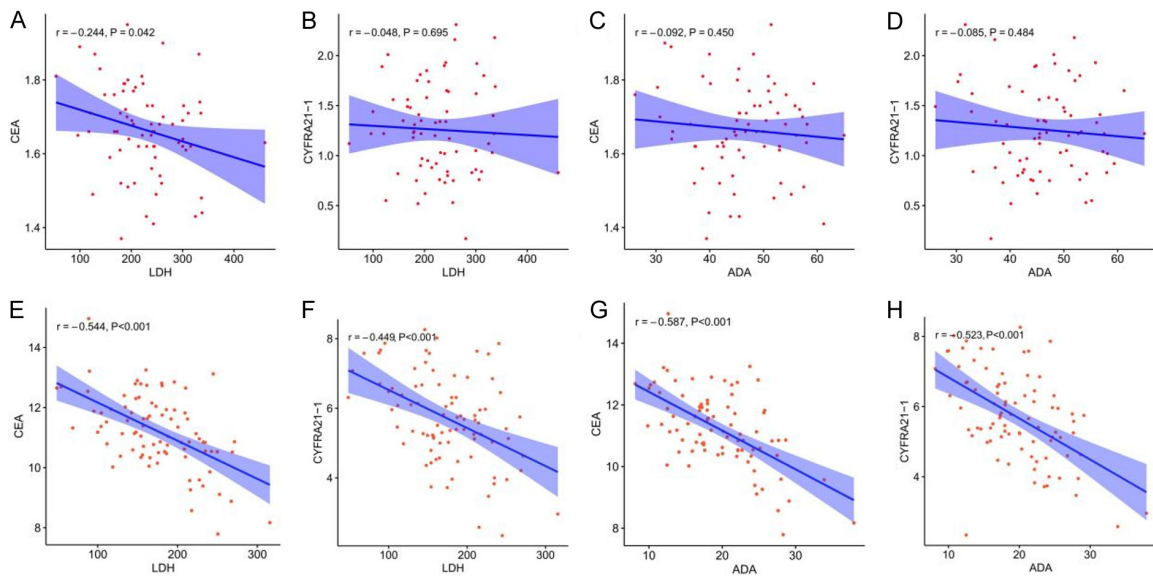 A
r = −0.244, P = 0.042
CEA
1.8
1.6
1.4
100
200
300
400
LDH
B
r = −0.048, P = 0.695
CYFRA21−1
2.0
1.5
1.0
0.5
100
200
300
400
LDH
C
r = −0.092, P = 0.450
CEA
1.8
1.6
1.4
30
40
50
60
ADA
D
r = −0.085, P = 0.484
CYFRA21−1
2.0
1.5
1.0
0.5
30
40
50
60
ADA
E
r = −0.544, P<0.001
CEA
14
12
10
8
100
200
300
LDH
F
r = −0.449, P<0.001
CYFRA21−1
8
6
4
100
200
300
LDH
G
r = −0.587, P<0.001
CEA
14
12
10
8
10
20
30
ADA
H
r = −0.523, P<0.001
CYFRA21−1
8
6
4
10
20
30
ADA